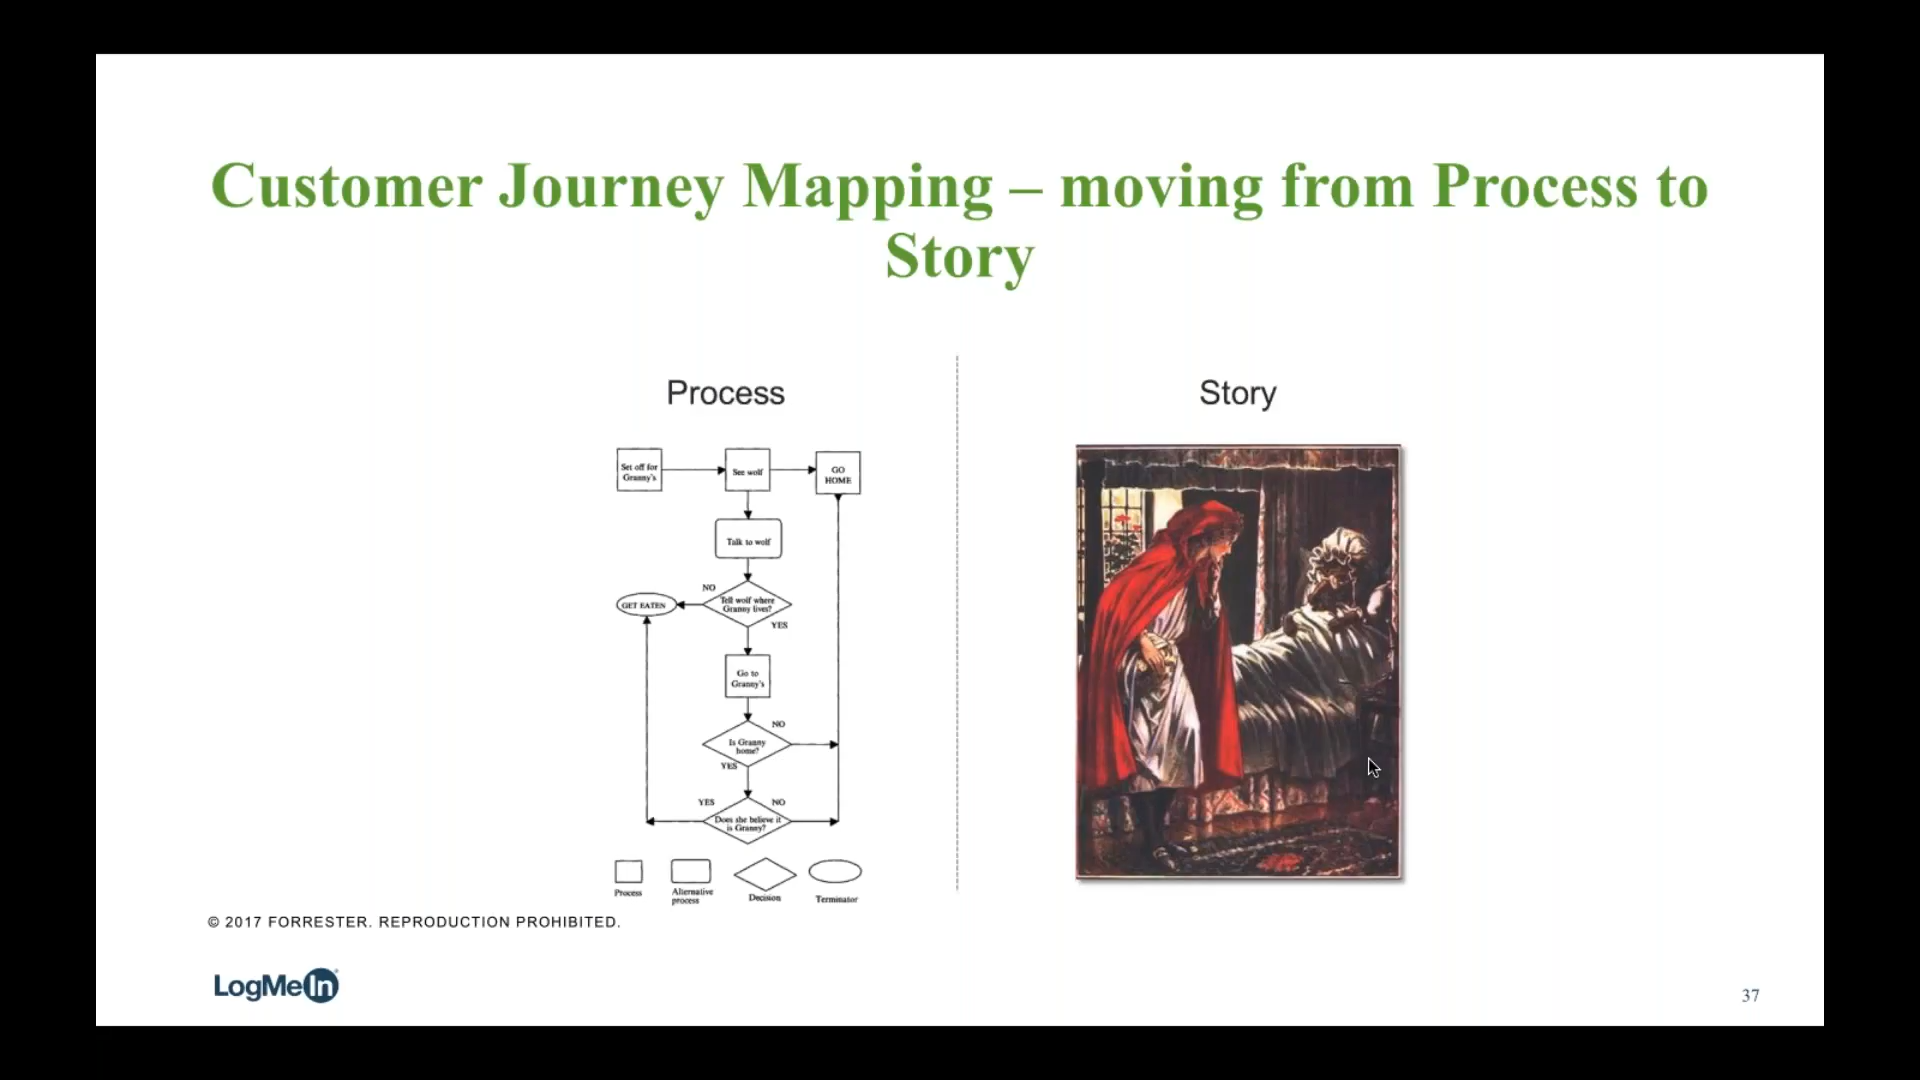 Customer Journey Mapping – moving from Process to
Story
Process
Story
Set off for
Granny's
See wolf
GO
HOME
Talk to wolf
NO
Tell wolf where
Granny lives?
GET EATEN
YES
Go to
Granny's
NO
Is Granny
home?
YES
YES
NO
Does she believe it
is Granny?
Process
Alternative
process
Decision
Terminator
© 2017 FORRESTER. REPRODUCTION PROHIBITED.
LogMeIn
37